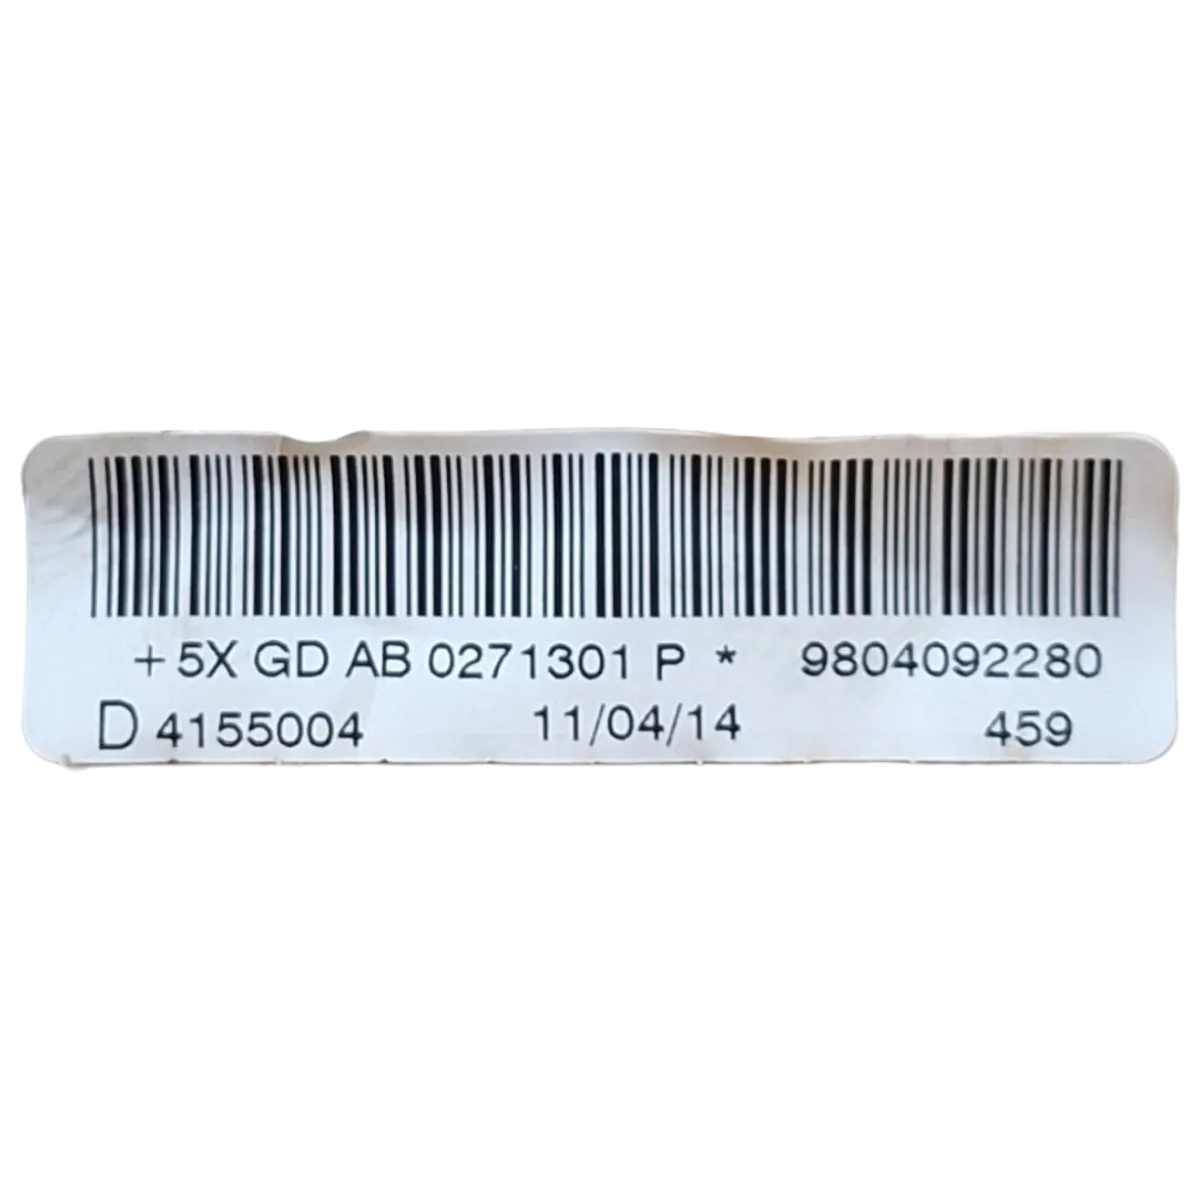 +5X GD AB 0271301 P * 9804092280
D 4155004 11/04/14 459